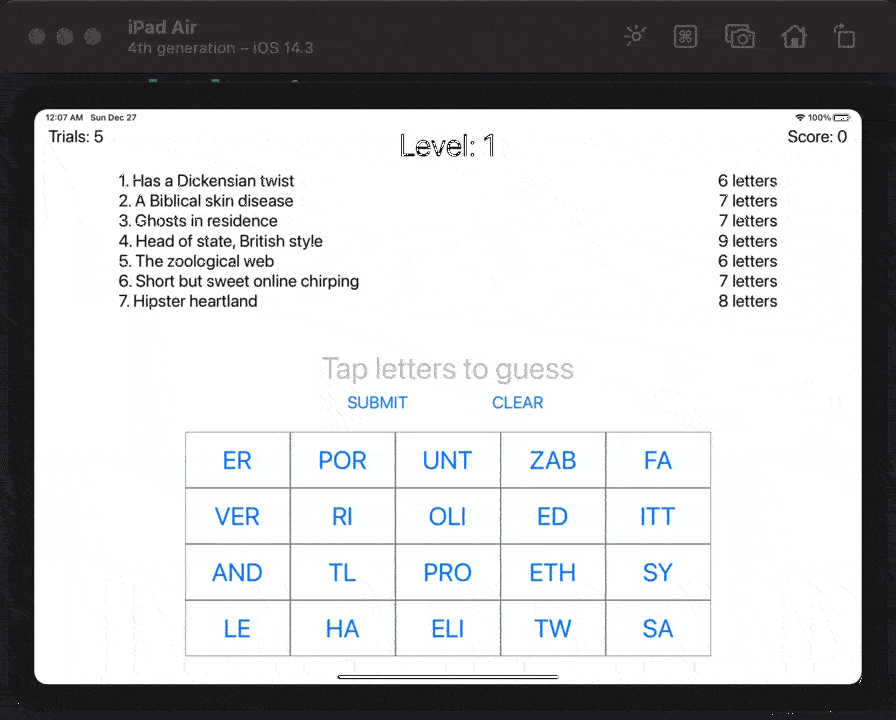 iPad Air
4th generation – iOS 14.3
12:07 AM Sun Dec 27
100%
Trials: 5
Level: 1
Score: 0
1. Has a Dickensian twist 6 letters
2. A Biblical skin disease 7 letters
3. Ghosts in residence 7 letters
4. Head of state, British style 9 letters
5. The zoological web 6 letters
6. Short but sweet online chirping 7 letters
7. Hipster heartland 8 letters
Tap letters to guess
SUBMIT CLEAR
ER POR UNT ZAB FA
VER RI OLI ED ITT
AND TL PRO ETH SY
LE HA ELI TW SA